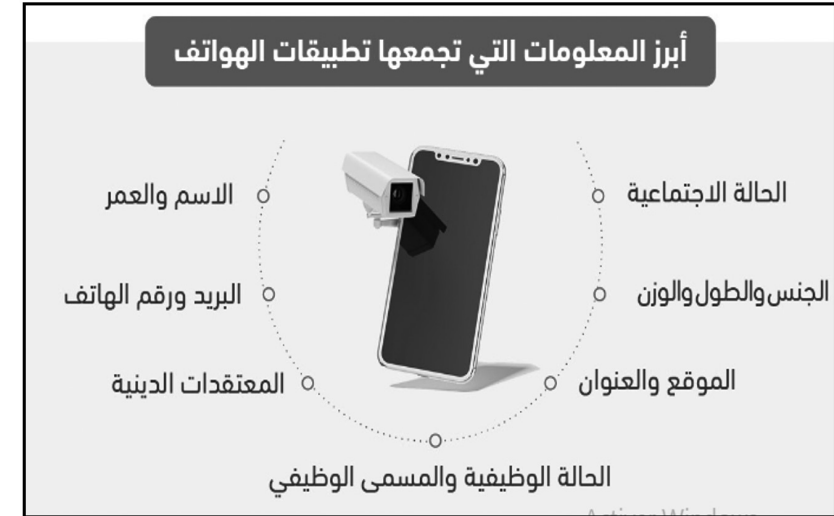 أبرز المعلومات التي تجمعها تطبيقات الهواتف
الحالة الاجتماعية
الاسم والعمر
الجنس والطول والوزن
البريد ورقم الهاتف
الموقع والعنوان
المعتقدات الدينية
الحالة الوظيفية والمسمى الوظيفي